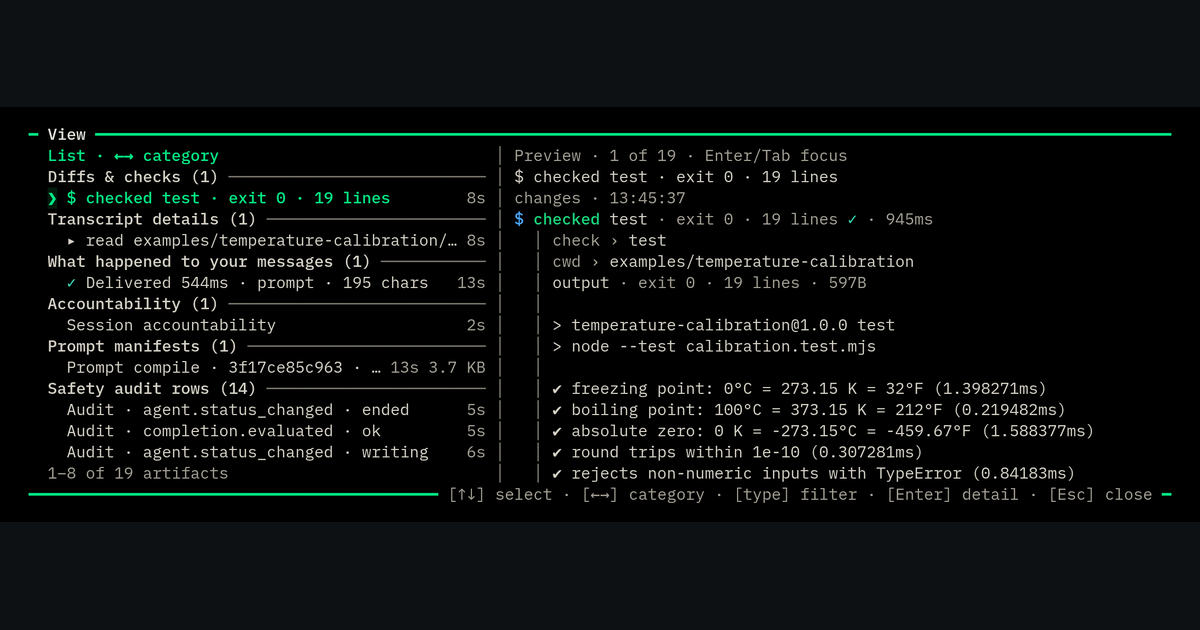 View
List · ←→ category
Diffs & checks (1)
❯ $ checked test · exit 0 · 19 lines 8s
Transcript details (1)
▸ read examples/temperature-calibration/… 8s
What happened to your messages (1)
✓ Delivered 544ms · prompt · 195 chars 13s
Accountability (1)
Session accountability 2s
Prompt manifests (1)
Prompt compile · 3f17ce85c963 · … 13s 3.7 KB
Safety audit rows (14)
Audit · agent.status_changed · ended 5s
Audit · completion.evaluated · ok 5s
Audit · agent.status_changed · writing 6s
1–8 of 19 artifacts
Preview · 1 of 19 · Enter/Tab focus
$ checked test · exit 0 · 19 lines
changes · 13:45:37
$ checked test · exit 0 · 19 lines ✓ · 945ms
check › test
cwd › examples/temperature-calibration
output · exit 0 · 19 lines · 597B
> temperature-calibration@1.0.0 test
> node --test calibration.test.mjs
✔ freezing point: 0°C = 273.15 K = 32°F (1.398271ms)
✔ boiling point: 100°C = 373.15 K = 212°F (0.219482ms)
✔ absolute zero: 0 K = -273.15°C = -459.67°F (1.588377ms)
✔ round trips within 1e-10 (0.307281ms)
✔ rejects non-numeric inputs with TypeError (0.84183ms)
[↑↓] select · [←→] category · [type] filter · [Enter] detail · [Esc] close